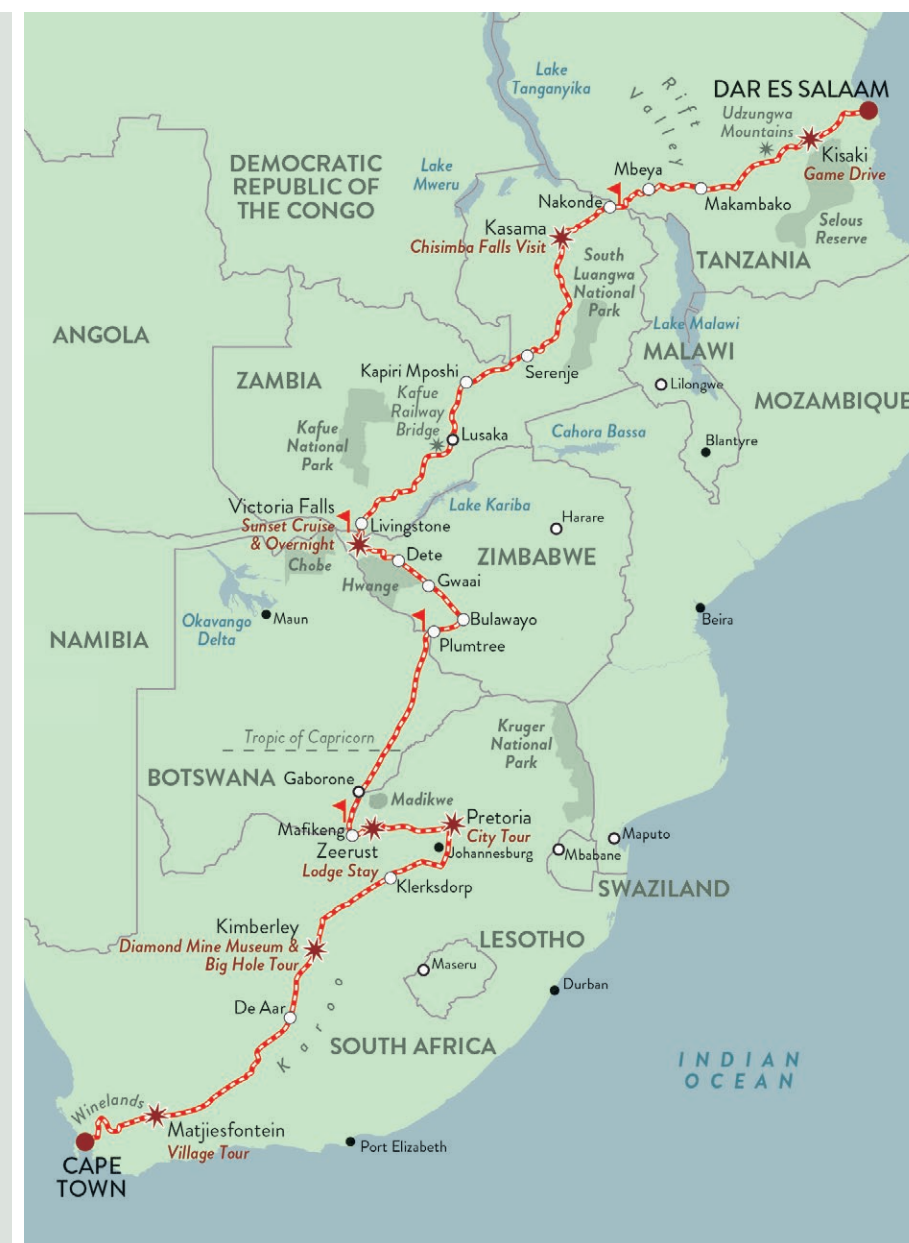 Lake
Tanganyika
Rift
Valley
DAR ES SALAAM
Udzungwa
Mountains
Kisaki
Game Drive
DEMOCRATIC
REPUBLIC OF
THE CONGO
Lake
Mweru
Mbeya
Nakonde
Makambako
Selous
Reserve
Kasama
Chisimba Falls Visit
TANZANIA
South
Luangwa
National
Park
ANGOLA
Lake Malawi
MALAWI
Serenje
Kapiri Mposhi
ZAMBIA
Lilongwe
MOZAMBIQUE
Kafue
Railway
Bridge
Kafue
National
Park
Lusaka
Cahora Bassa
Blantyre
Lake Kariba
Victoria Falls
Sunset Cruise
& Overnight
Livingstone
Harare
ZIMBABWE
Chobe
Dete
Hwange
Gwaai
Okavango
Delta
Maun
Bulawayo
Beira
NAMIBIA
Plumtree
Tropic of Capricorn
Kruger
National
Park
BOTSWANA
Gaborone
Madikwe
Mafikeng
Zeerust
Lodge Stay
Pretoria
City Tour
Johannesburg
Maputo
Mbabane
SWAZILAND
Klerksdorp
Kimberley
Diamond Mine Museum &
Big Hole Tour
LESOTHO
Maseru
Durban
De Aar
Karoo
SOUTH AFRICA
INDIAN
OCEAN
Winelands
Matjiesfontein
Village Tour
Port Elizabeth
CAPE
TOWN